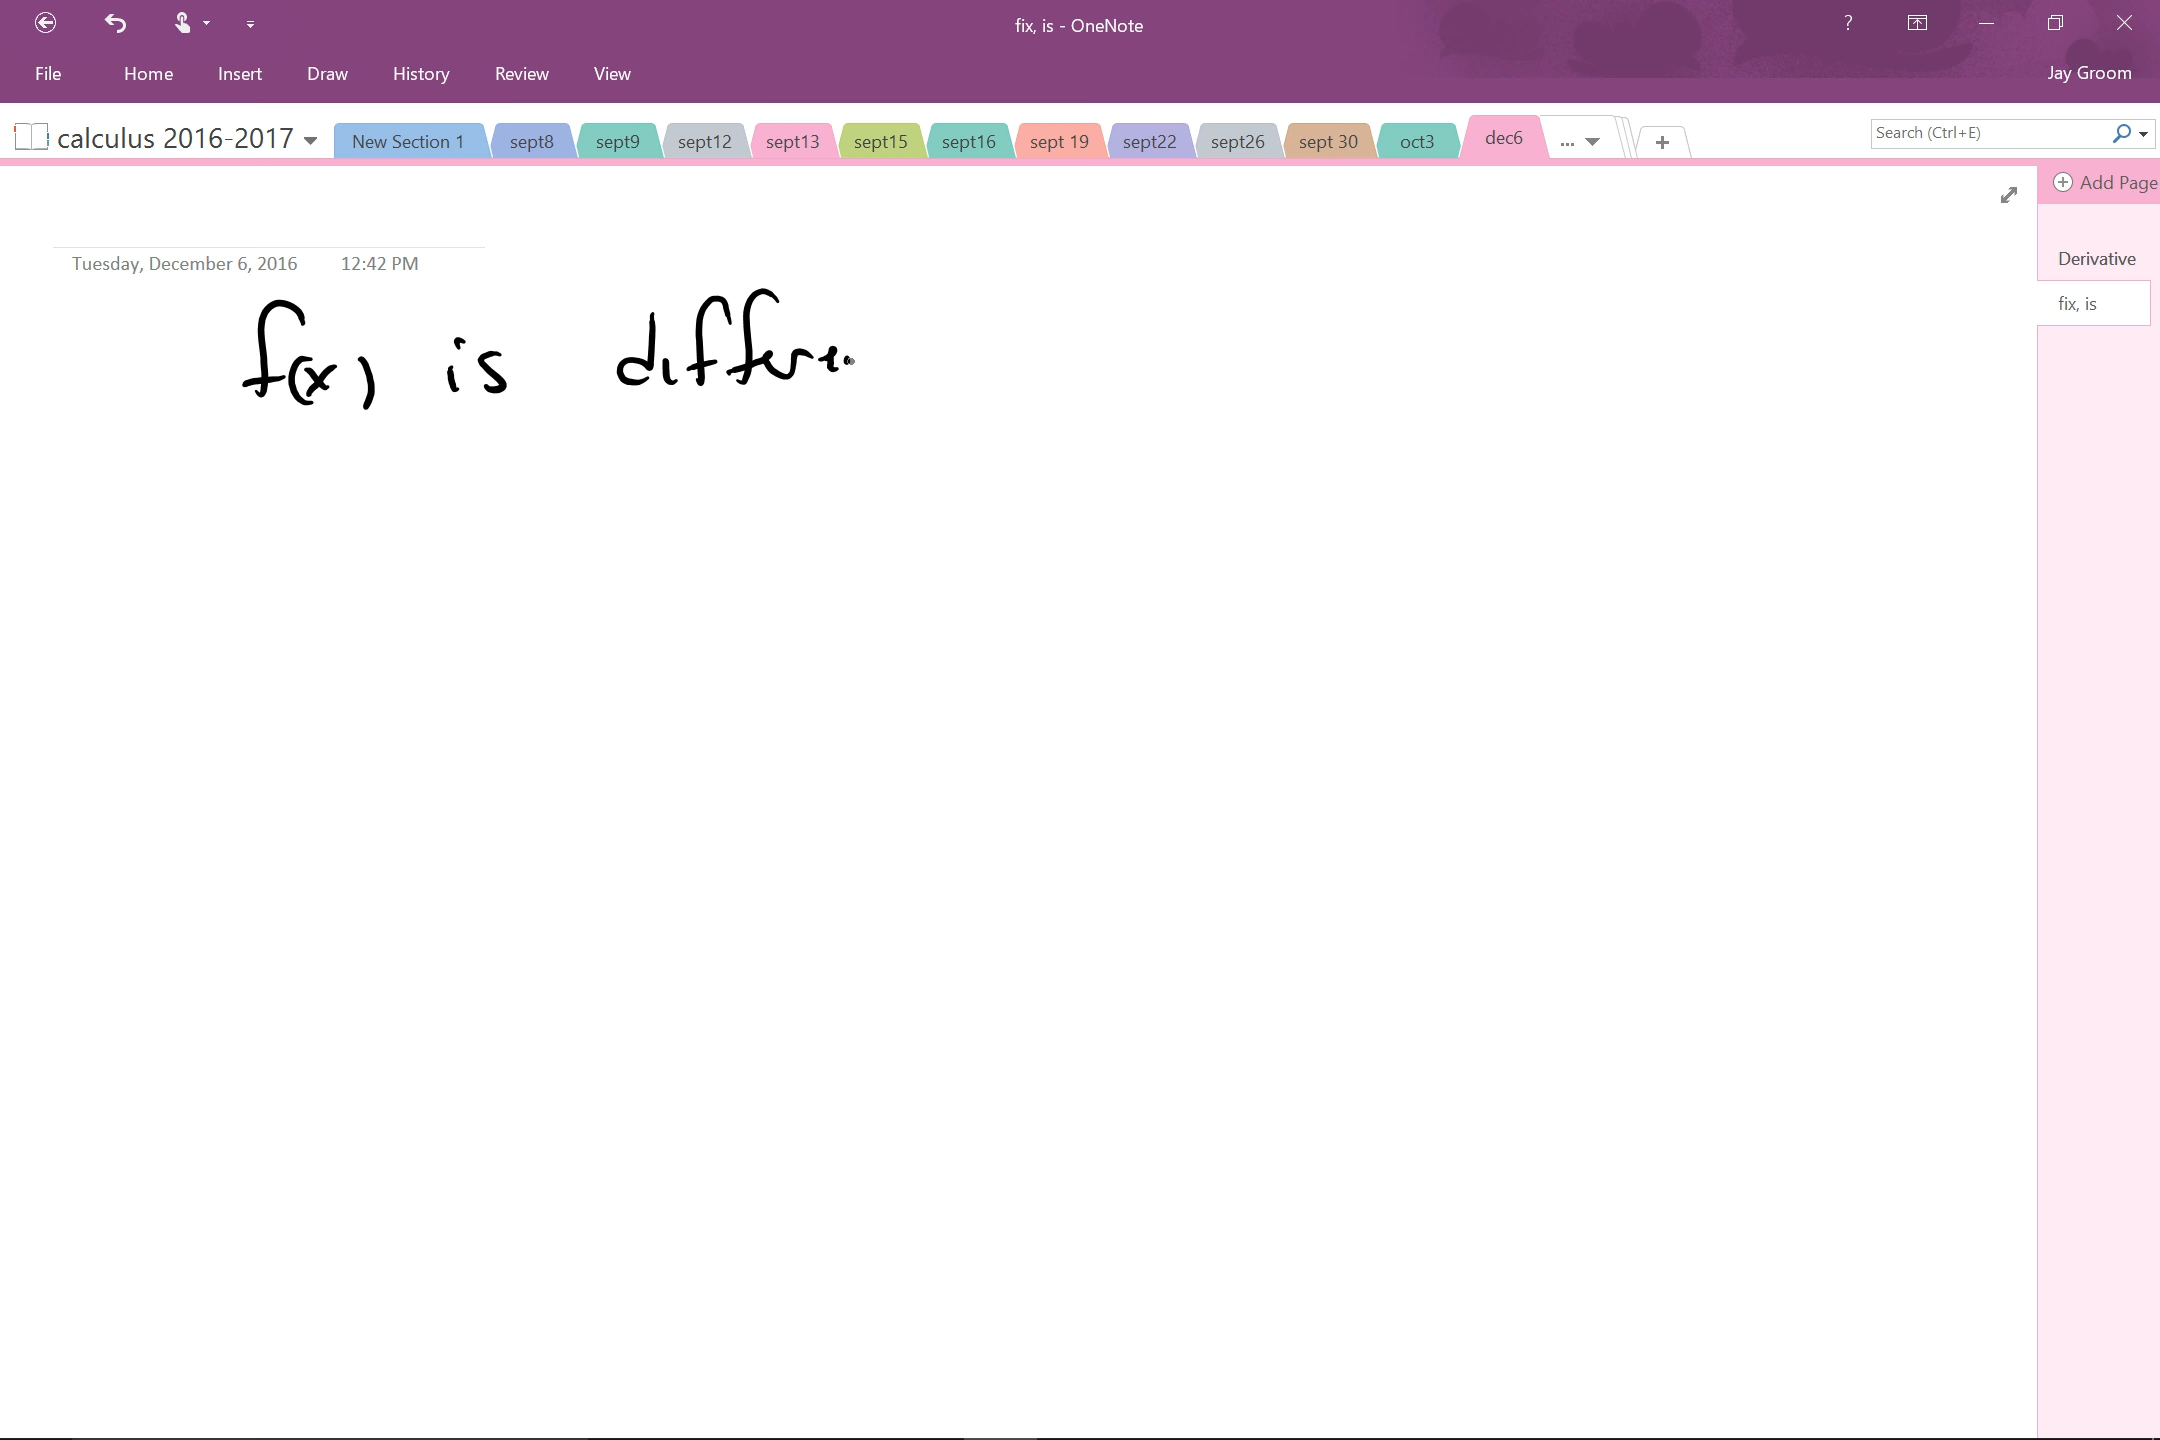 fix, is - OneNote
?
File Home Insert Draw History Review View
Jay Groom
calculus 2016-2017 New Section 1 sept8 sept9 sept12 sept13 sept15 sept16 sept 19 sept22 sept26 sept 30 oct3 dec6 ... +
Search (Ctrl+E)
Add Page
Derivative
fix, is
Tuesday, December 6, 2016 12:42 PM
f(x) is differe